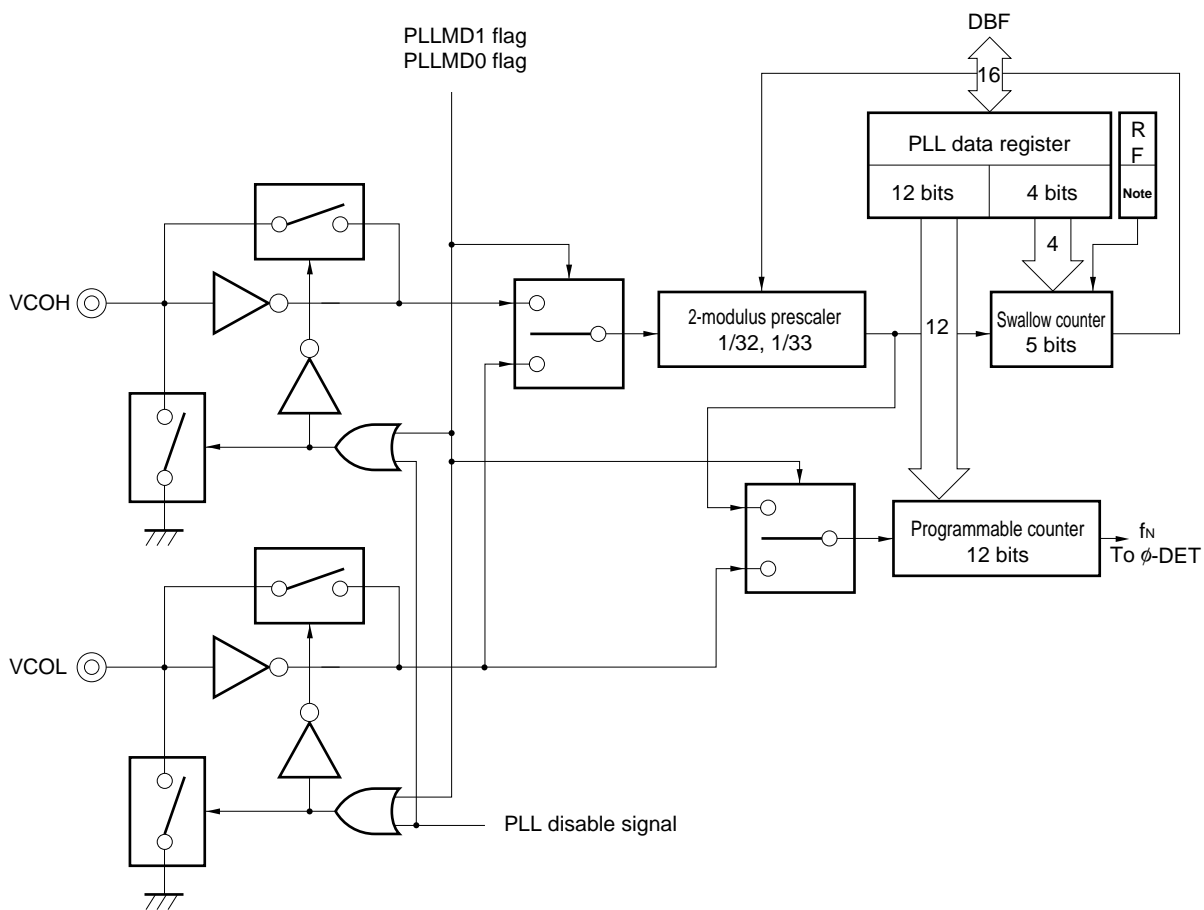 DBF
PLLMD1 flag
PLLMD0 flag
16
PLL data register
R
F
12 bits
4 bits
Note
4
VCOH
2-modulus prescaler
1/32, 1/33
12
Swallow counter
5 bits
Programmable counter
12 bits
fN
To ϕ-DET
VCOL
PLL disable signal